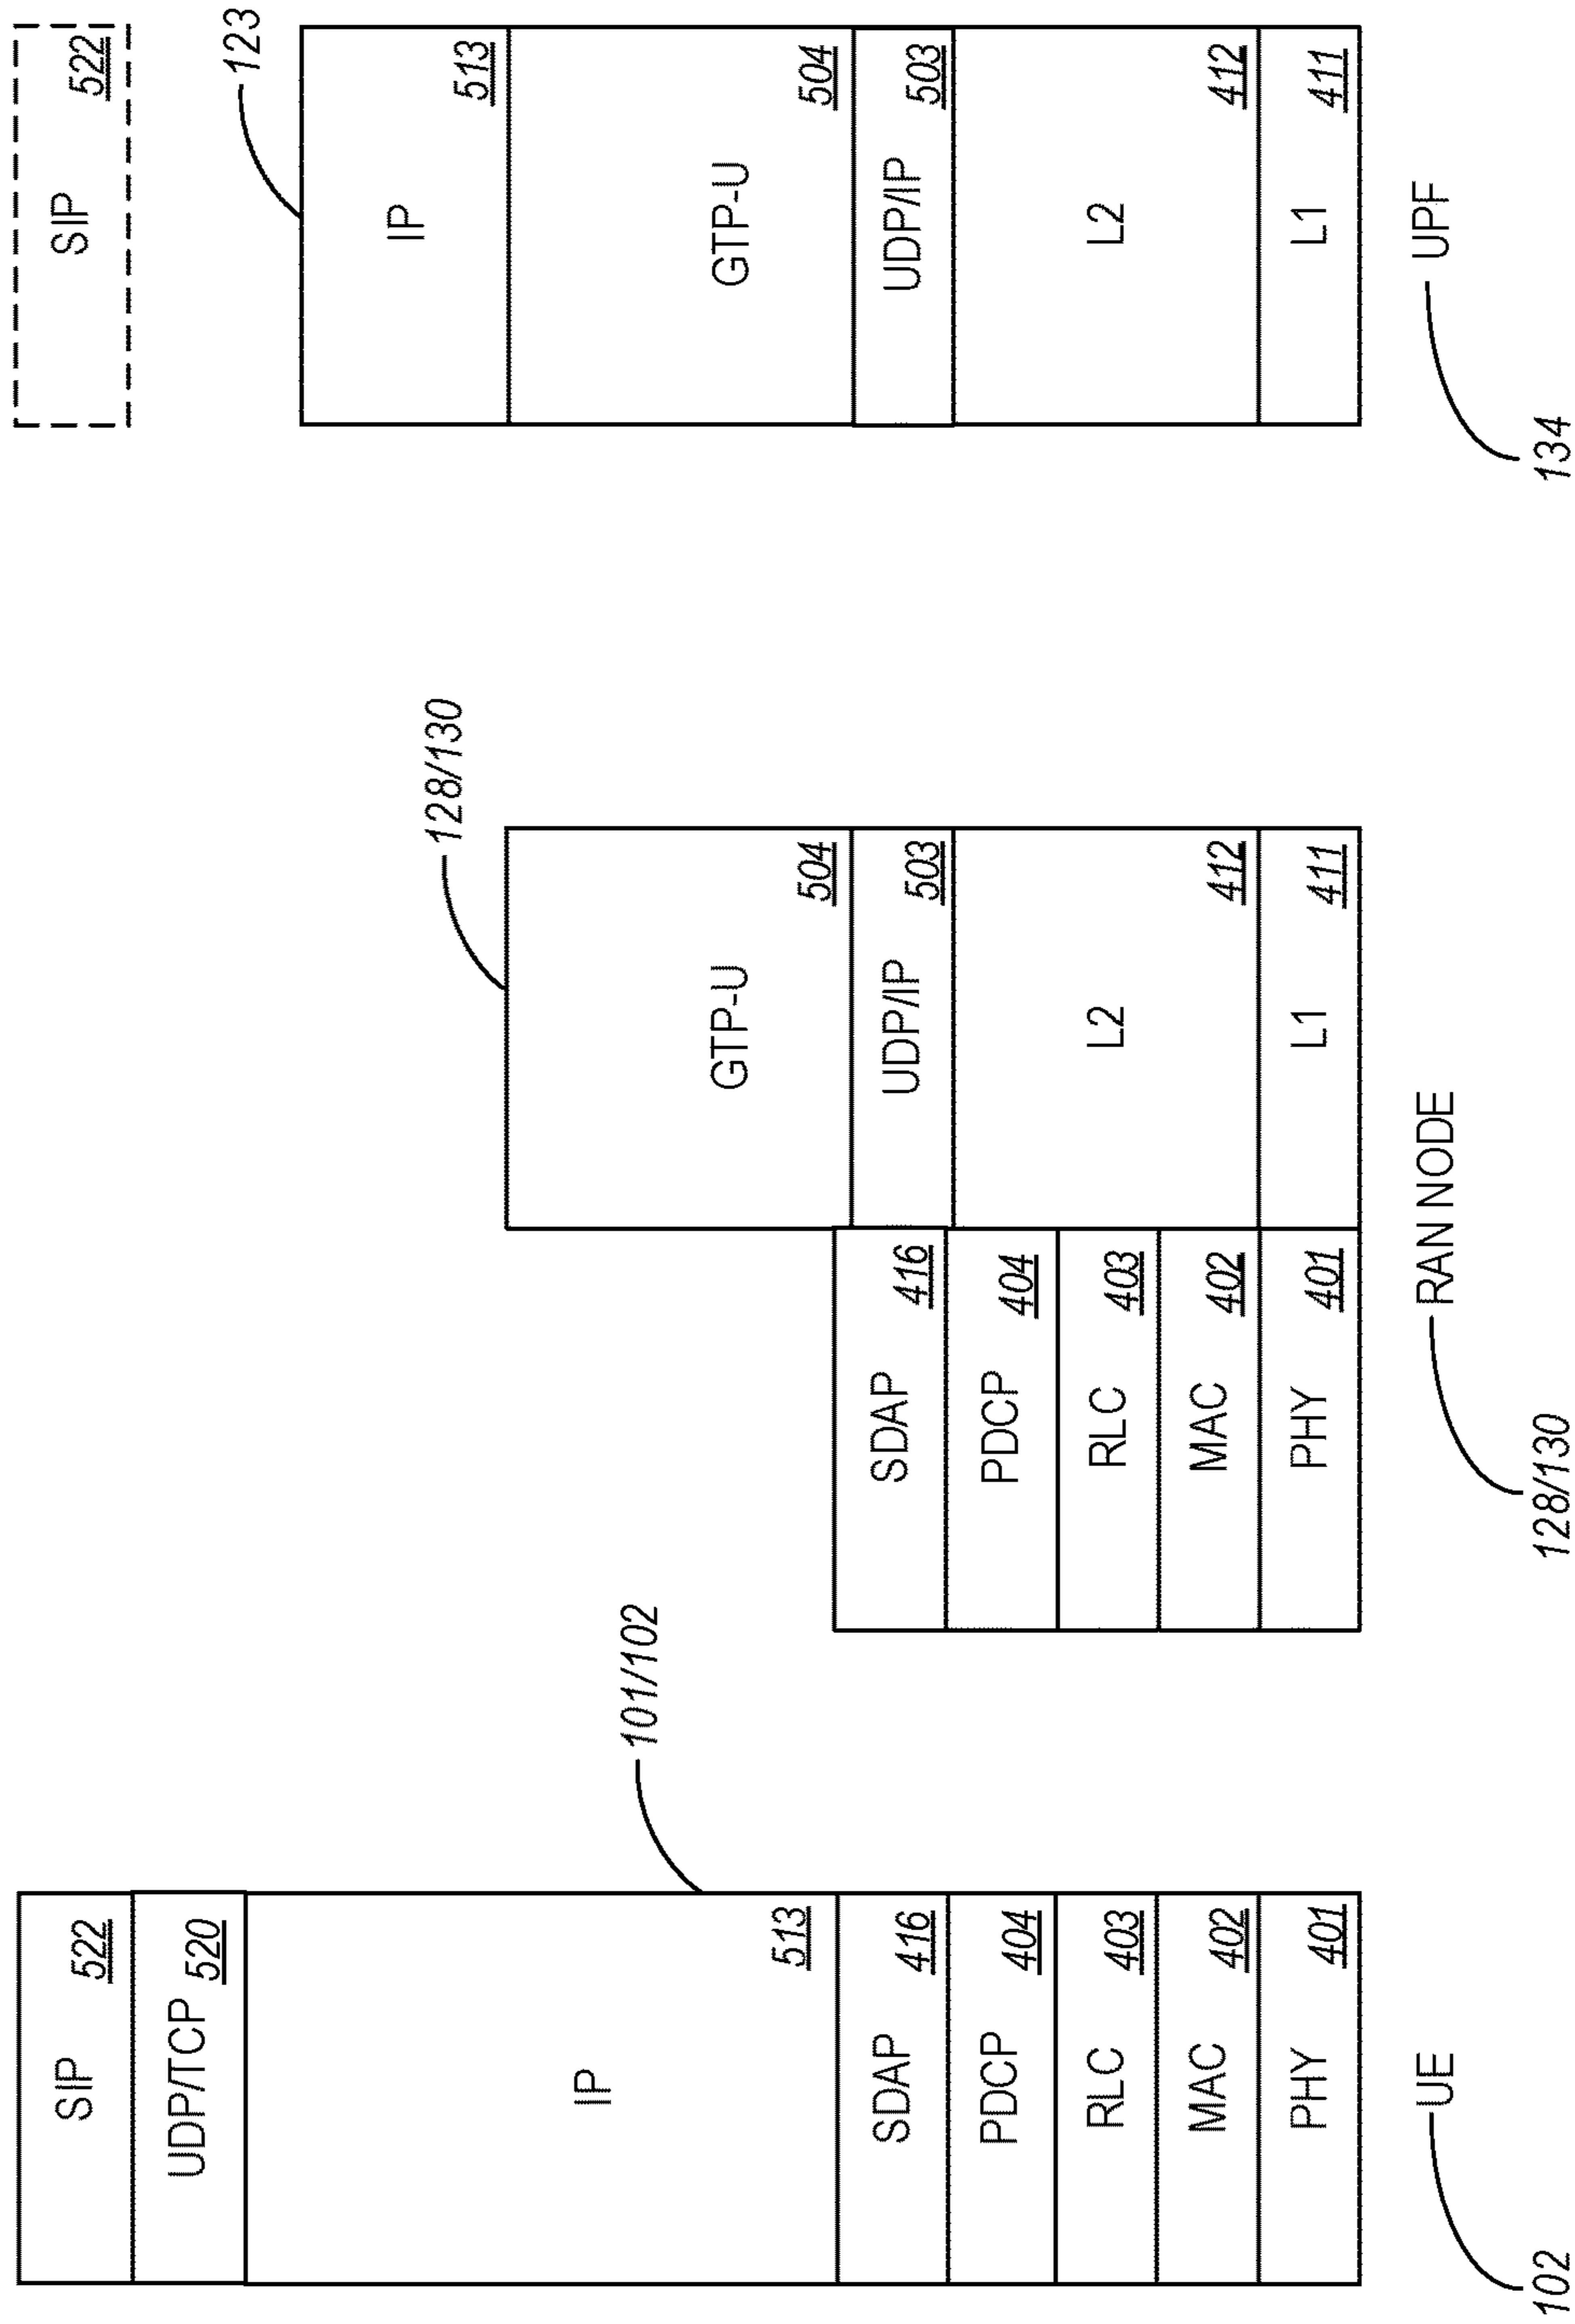 SIP 522
UDP/TCP 520
IP 513
SDAP 416
PDCP 404
RLC 403
MAC 402
PHY 401
101/102
UE
102
SDAP 416
PDCP 404
RLC 403
MAC 402
PHY 401
GTP-U 504
UDP/IP 503
L2 412
L1 411
128/130
RAN NODE
128/130
SIP 522
123
IP 513
GTP-U 504
UDP/IP 503
L2 412
L1 411
UPF
134